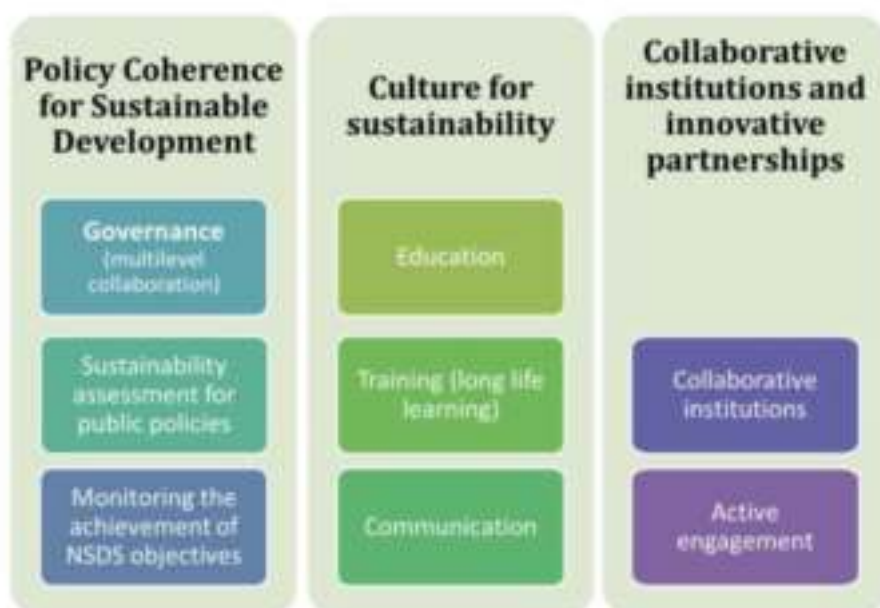 Policy Coherence
for Sustainable
Development
Governance
(multilevel
collaboration)
Sustainability
assessment for
public policies
Monitoring the
achievement of
NSDS objectives
Culture for
sustainability
Education
Training (long life
learning)
Communication
Collaborative
institutions and
innovative
partnerships
Collaborative
institutions
Active
engagement